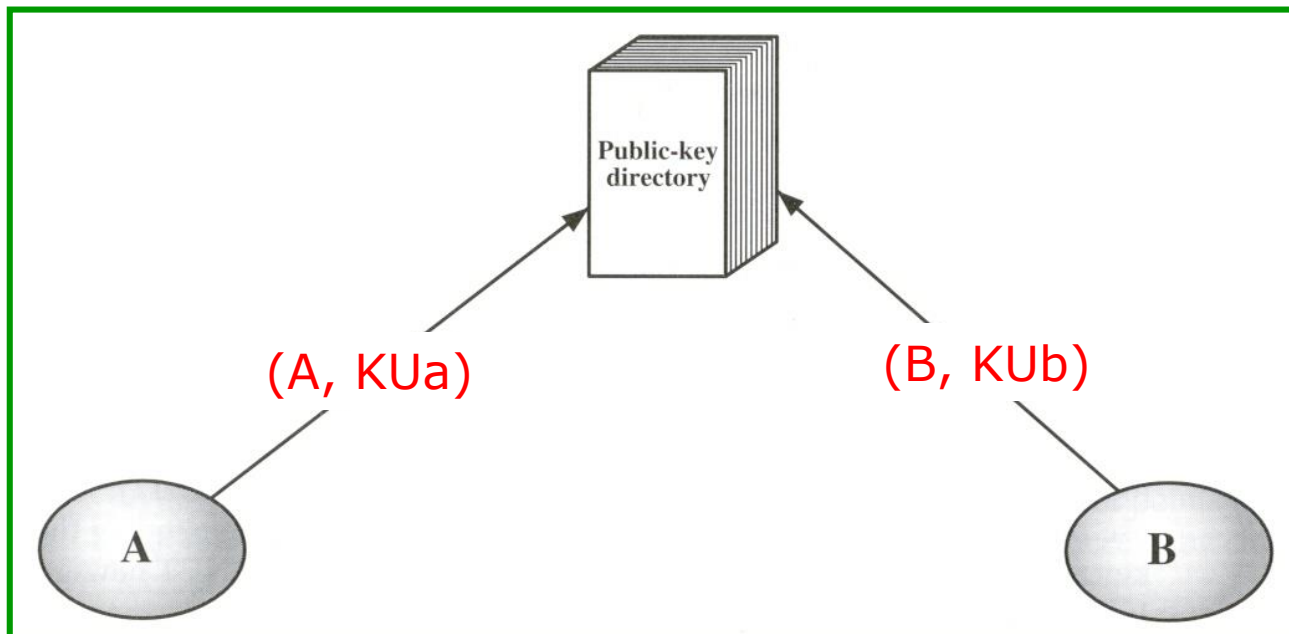 Public-key
directory
(A, KUa)
(B, KUb)
A
B